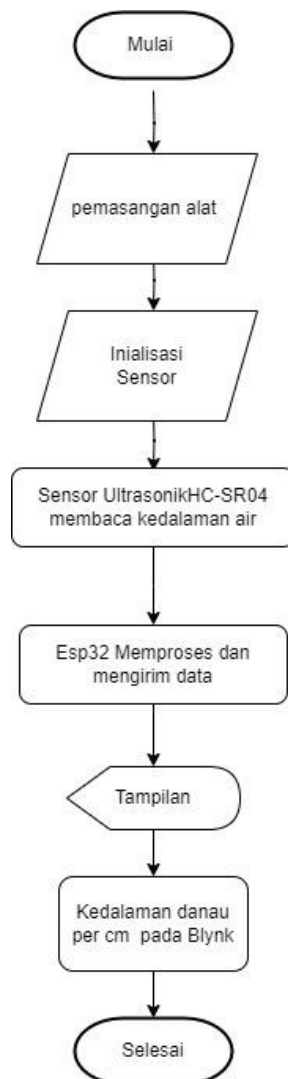 Mulai
pemasangan alat
Inialisasi
Sensor
Sensor UltrasonikHC-SR04
membaca kedalaman air
Esp32 Memproses dan
mengirim data
Tampilan
Kedalaman danau
per cm pada Blynk
Selesai